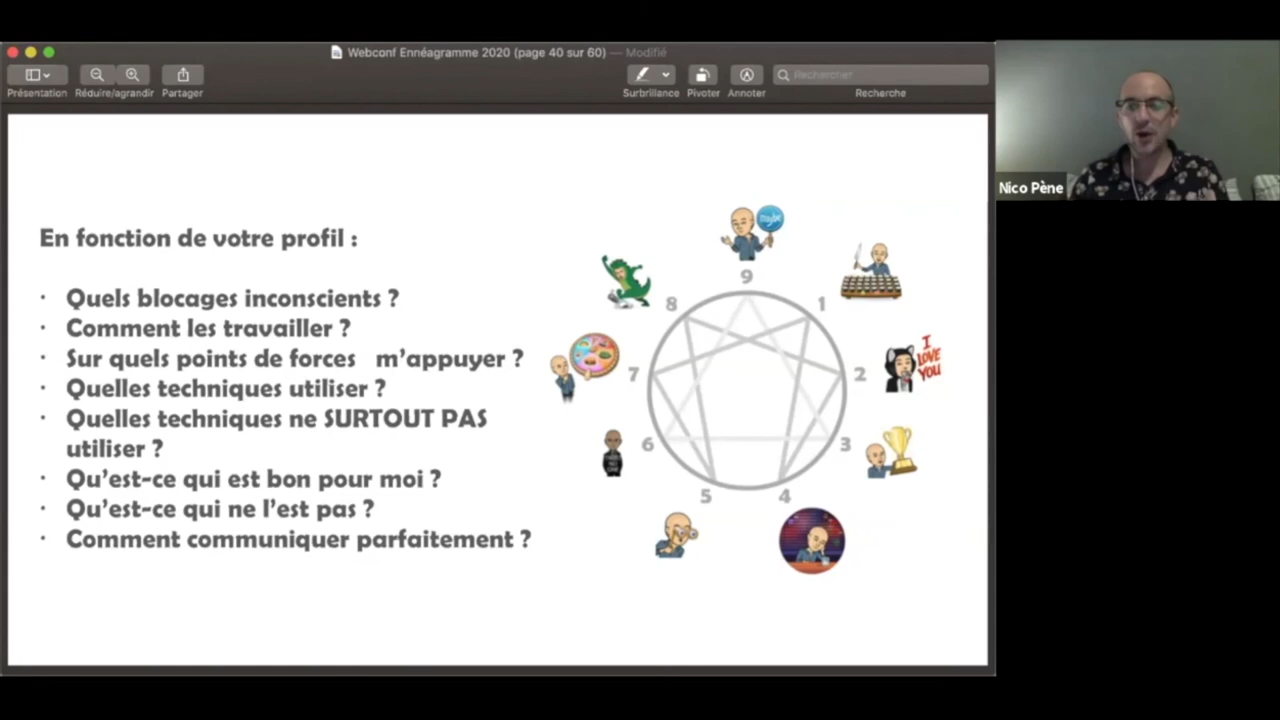 Webconf Ennéagramme 2020 (page 40 sur 60) — Modifié
Rechercher
Présentation
Réduire/agrandir
Partager
Surbrillance
Pivoter
Annoter
Recherche
Nico Pène
En fonction de votre profil :
· Quels blocages inconscients ?
· Comment les travailler ?
· Sur quels points de forces m’appuyer ?
· Quelles techniques utiliser ?
· Quelles techniques ne SURTOUT PAS
utiliser ?
· Qu’est-ce qui est bon pour moi ?
· Qu’est-ce qui ne l’est pas ?
· Comment communiquer parfaitement ?
maybe
9
8
1
I
LOVE
YOU
7
2
6
3
5
4